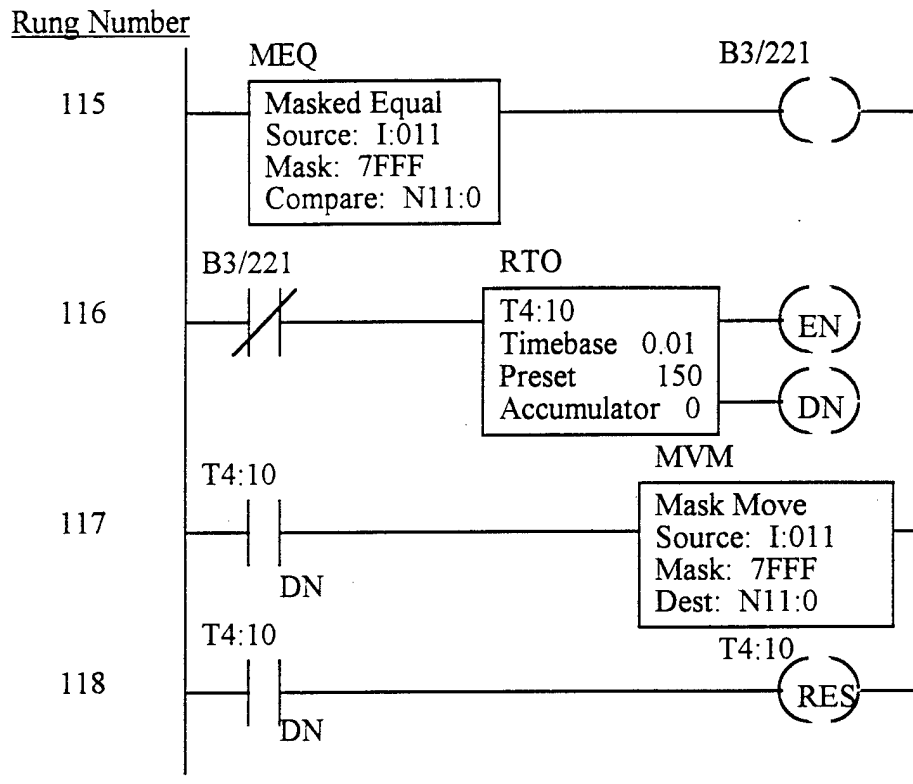 Rung Number
MEQ
B3/221
115
Masked Equal
Source: I:011
Mask: 7FFF
Compare: N11:0
B3/221
RTO
116
T4:10
Timebase 0.01
Preset 150
Accumulator 0
EN
DN
MVM
T4:10
117
Mask Move
Source: I:011
Mask: 7FFF
Dest: N11:0
DN
T4:10
T4:10
118
RES
DN